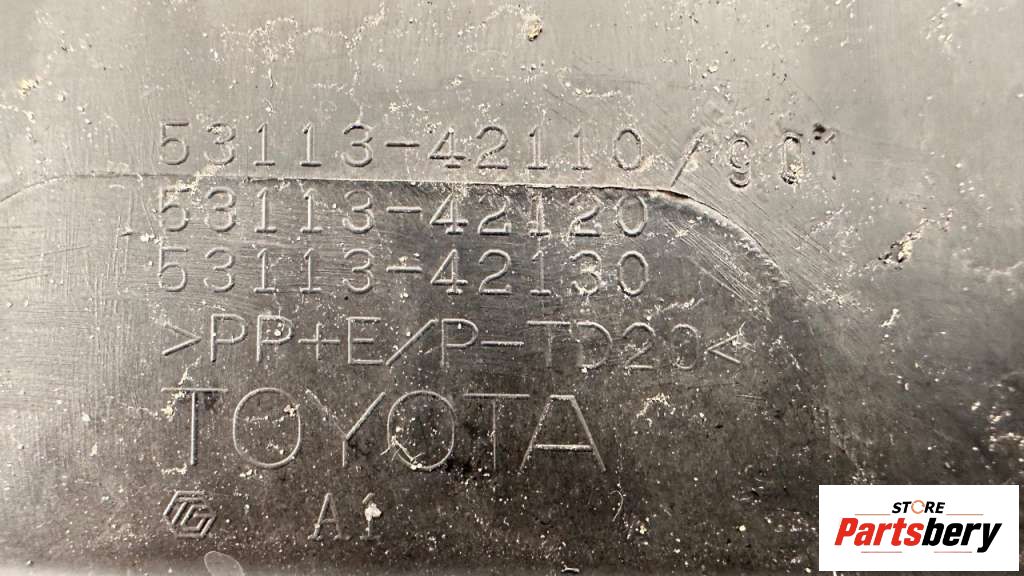 53113-42110
53113-42120
53113-42130
>PP+E/P-TD20<
TOYOTA
A1
STORE
Partsbery